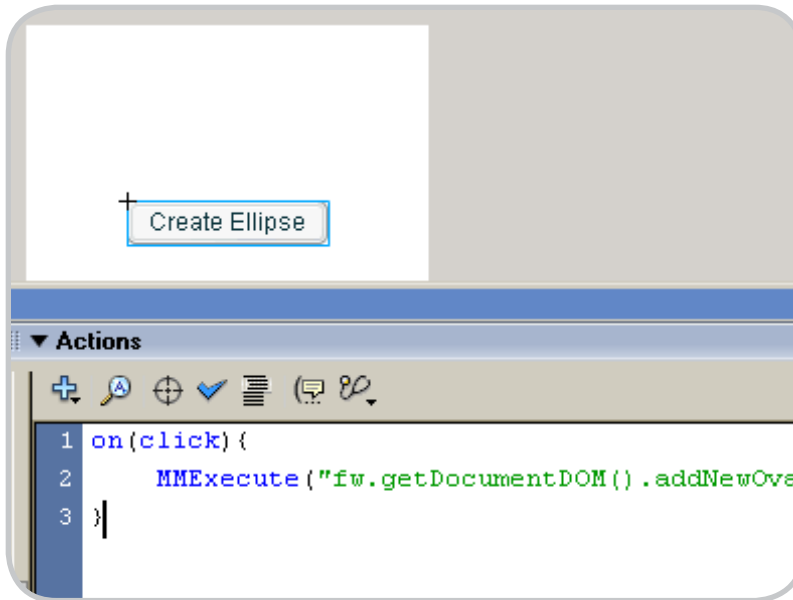 Create Ellipse
Actions
1 on(click){
2 MMExecute("fw.getDocumentDOM().addNewOva
3 }